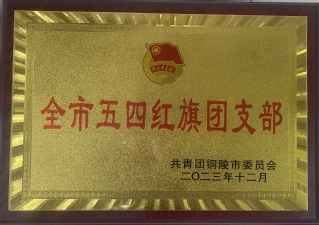 全市五四红旗团支部
共青团铜陵市委员会
二〇二三年十二月